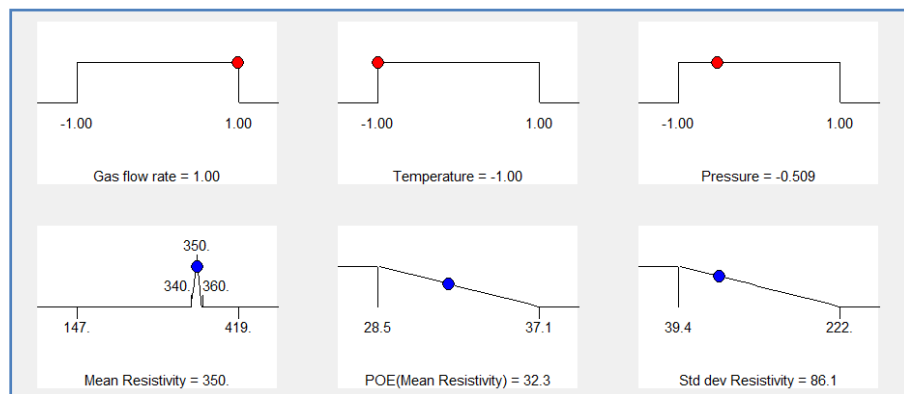 -1.00 1.00
Gas flow rate = 1.00
-1.00 1.00
Temperature = -1.00
-1.00 1.00
Pressure = -0.509
350.
340. 360.
147. 419.
Mean Resistivity = 350.
28.5 37.1
POE(Mean Resistivity) = 32.3
39.4 222.
Std dev Resistivity = 86.1